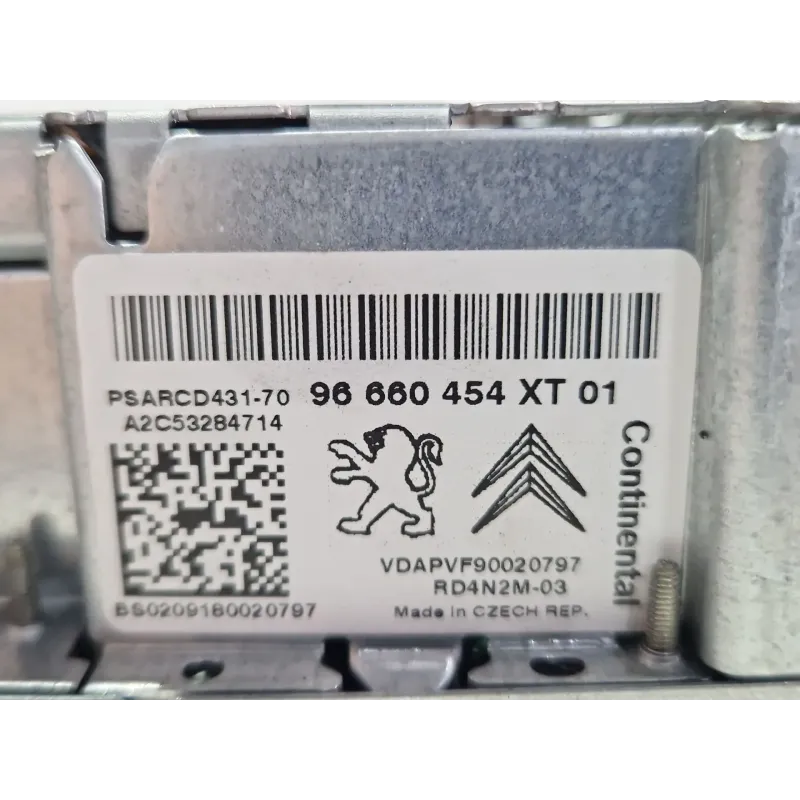 PSARCD431-70 96 660 454 XT 01
A2C53284714
Continental
VDAPVF90020797
RD4N2M-03
BS0209180020797
Made in CZECH REP.